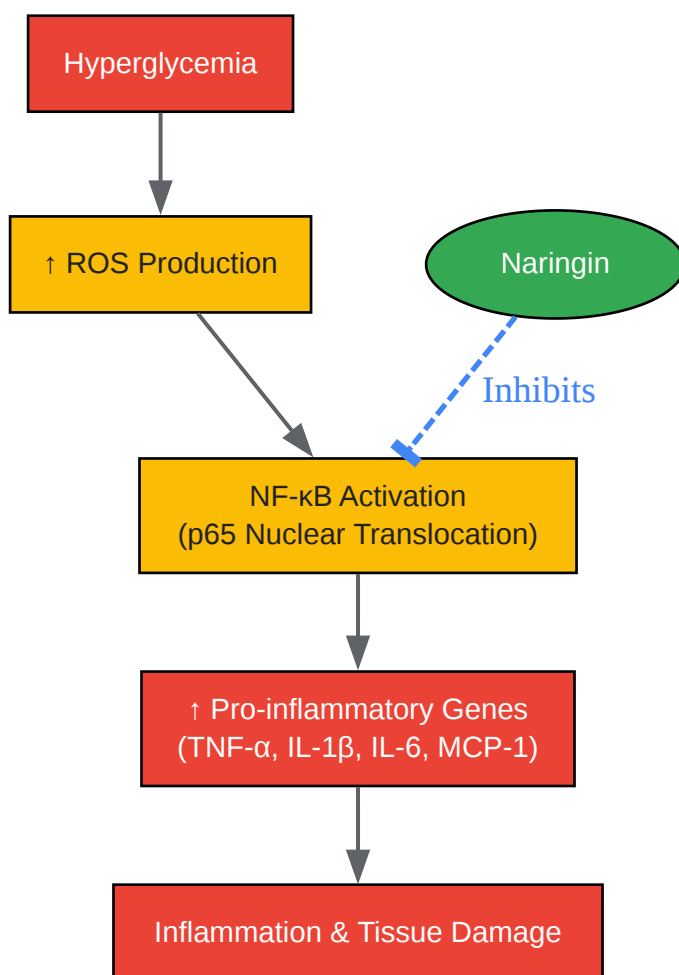 Hyperglycemia
↑ ROS Production
Naringin
Inhibits
NF-κB Activation
(p65 Nuclear Translocation)
↑ Pro-inflammatory Genes
(TNF-α, IL-1β, IL-6, MCP-1)
Inflammation & Tissue Damage